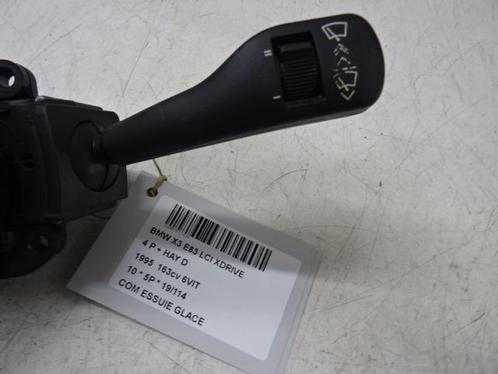 BMW X3 E83 LCI XDRIVE
4 P + HAY D
1995 163cv 6VIT
10 * 5P * 19/114
COM ESSUIE GLACE